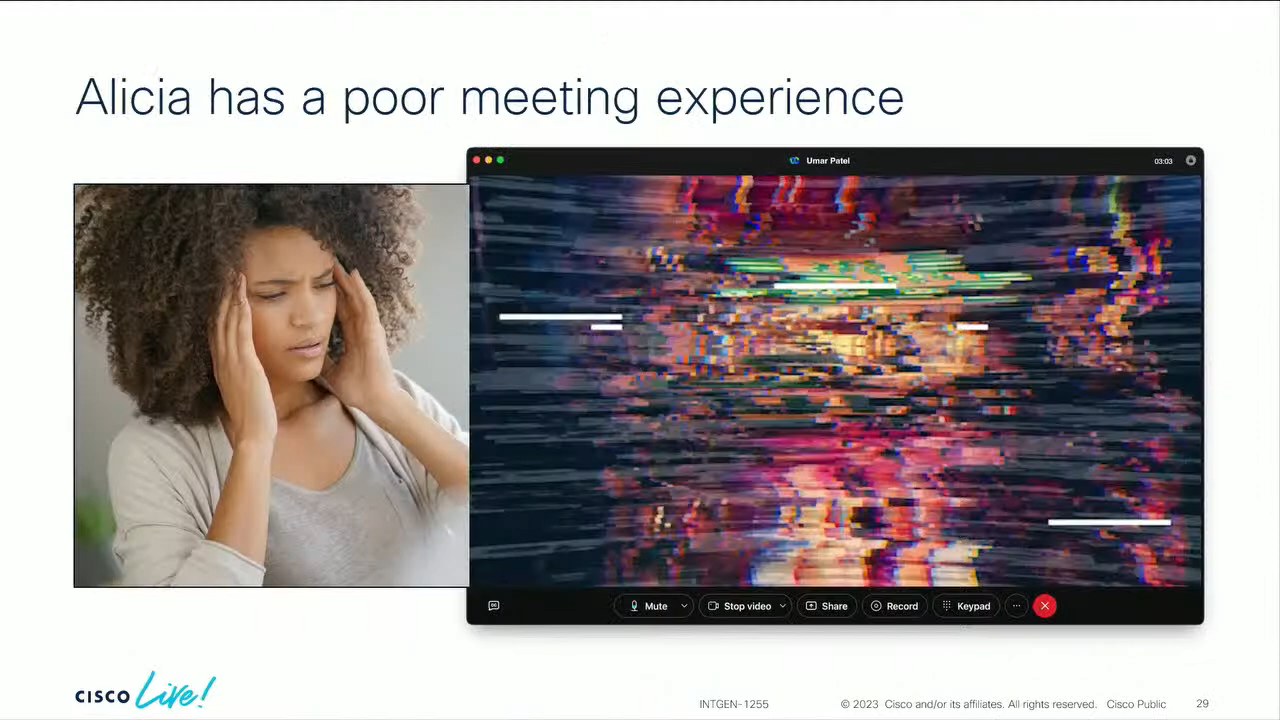 Alicia has a poor meeting experience
Umar Patel
03:03
Mute
Stop video
Share
Record
Keypad
CISCO Live!
INTGEN-1255
© 2023 Cisco and/or its affiliates. All rights reserved. Cisco Public
29